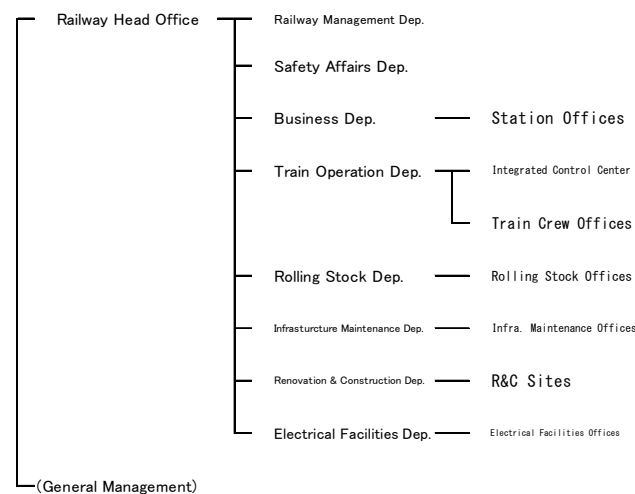 Railway Head Office
Railway Management Dep.
Safety Affairs Dep.
Business Dep.
Station Offices
Train Operation Dep.
Integrated Control Center
Train Crew Offices
Rolling Stock Dep.
Rolling Stock Offices
Infrasturcture Maintenance Dep.
Infra. Maintenance Offices
Renovation & Construction Dep.
R&C Sites
Electrical Facilities Dep.
Electrical Facilities Offices
(General Management)